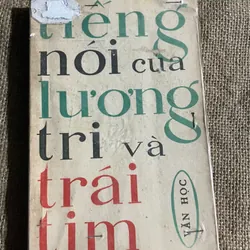 tiếng
nói của
lương
tri và
trái
tim
VĂN HỌC